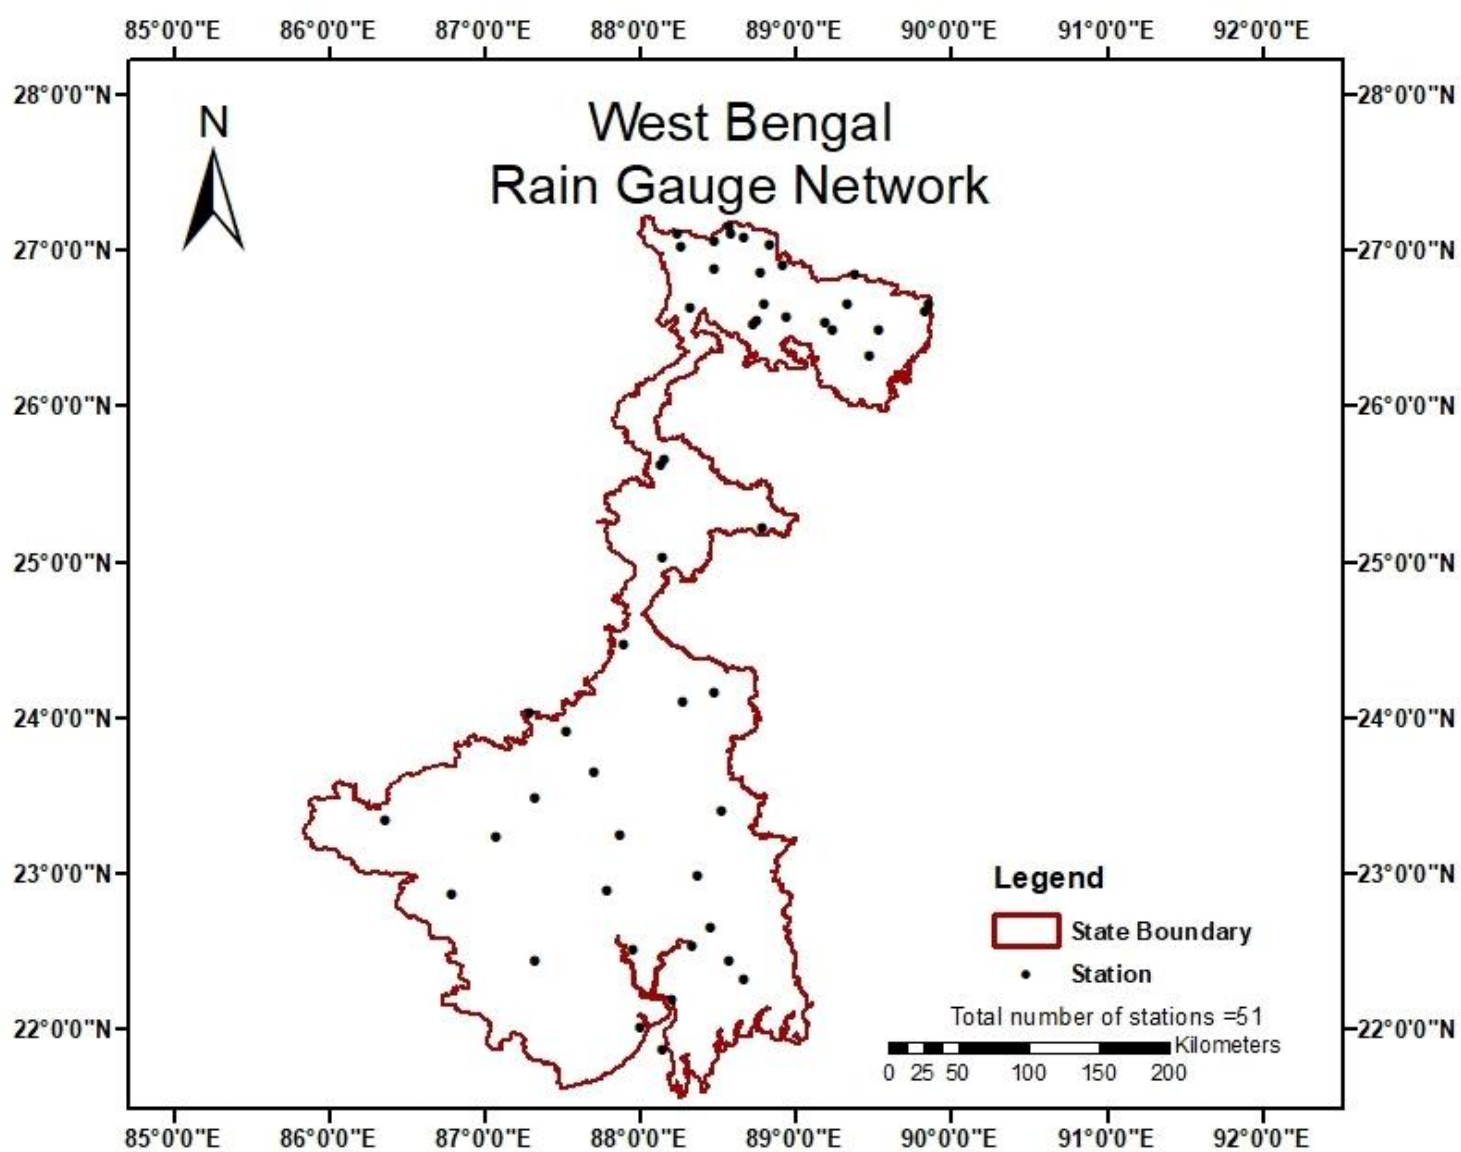 85°0'0"E 86°0'0"E 87°0'0"E 88°0'0"E 89°0'0"E 90°0'0"E 91°0'0"E 92°0'0"E
28°0'0"N 28°0'0"N
N
West Bengal
Rain Gauge Network
27°0'0"N 27°0'0"N
26°0'0"N 26°0'0"N
25°0'0"N 25°0'0"N
24°0'0"N 24°0'0"N
23°0'0"N 23°0'0"N
Legend
State Boundary
Station
Total number of stations =51
22°0'0"N 22°0'0"N
Kilometers
0 25 50 100 150 200
85°0'0"E 86°0'0"E 87°0'0"E 88°0'0"E 89°0'0"E 90°0'0"E 91°0'0"E 92°0'0"E